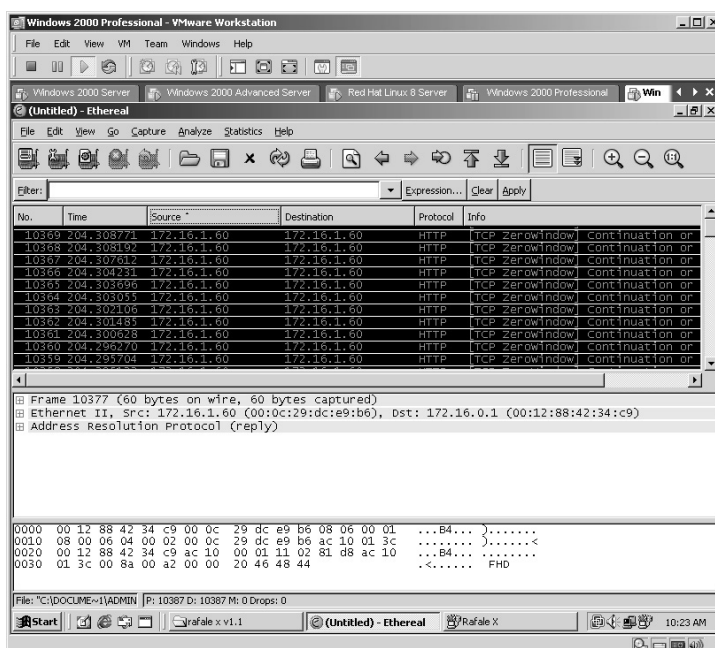 Windows 2000 Professional - VMware Workstation
File Edit View VM Team Windows Help
Windows 2000 Server Windows 2000 Advanced Server Red Hat Linux 8 Server Windows 2000 Professional Win
(Untitled) - Ethereal
File Edit View Go Capture Analyze Statistics Help
Filter: Expression... Clear Apply
No. Time Source Destination Protocol Info
10369 204.308771 172.16.1.60 172.16.1.60 HTTP [TCP ZeroWindow] Continuation or
10368 204.308192 172.16.1.60 172.16.1.60 HTTP [TCP ZeroWindow] Continuation or
10367 204.307612 172.16.1.60 172.16.1.60 HTTP [TCP ZeroWindow] Continuation or
10366 204.304231 172.16.1.60 172.16.1.60 HTTP [TCP ZeroWindow] Continuation or
10365 204.303696 172.16.1.60 172.16.1.60 HTTP [TCP ZeroWindow] Continuation or
10364 204.303055 172.16.1.60 172.16.1.60 HTTP [TCP ZeroWindow] Continuation or
10363 204.302106 172.16.1.60 172.16.1.60 HTTP [TCP ZeroWindow] Continuation or
10362 204.301485 172.16.1.60 172.16.1.60 HTTP [TCP ZeroWindow] Continuation or
10361 204.300628 172.16.1.60 172.16.1.60 HTTP [TCP ZeroWindow] Continuation or
10360 204.296270 172.16.1.60 172.16.1.60 HTTP [TCP ZeroWindow] Continuation or
10359 204.295704 172.16.1.60 172.16.1.60 HTTP [TCP ZeroWindow] Continuation or
Frame 10377 (60 bytes on wire, 60 bytes captured)
Ethernet II, Src: 172.16.1.60 (00:0c:29:dc:e9:b6), Dst: 172.16.0.1 (00:12:88:42:34:c9)
Address Resolution Protocol (reply)
0000 00 12 88 42 34 c9 00 0c 29 dc e9 b6 08 06 00 01 ...B4... ).......
0010 08 00 06 04 00 02 00 0c 29 dc e9 b6 ac 10 01 3c ........ )......<
0020 00 12 88 42 34 c9 ac 10 00 01 11 02 81 d8 ac 10 ...B4... ........
0030 01 3c 00 8a 00 a2 00 00 20 46 48 44 .<...... FHD
File: "C:\DOCUME~1\ADMIN P: 10387 D: 10387 M: 0 Drops: 0
Start rafale x v1.1 (Untitled) - Ethereal Rafale X 10:23 AM